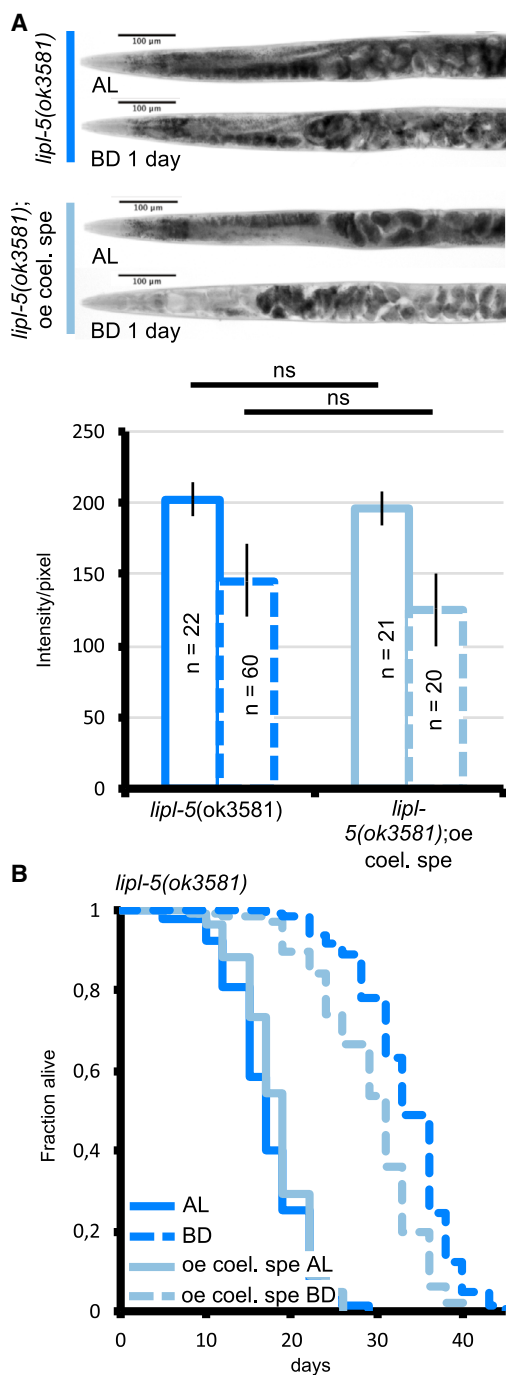 A
lipl-5(ok3581)
100 µm
AL
100 µm
BD 1 day
lipl-5(ok3581);
oe coel. spe
100 µm
AL
100 µm
BD 1 day
ns
ns
Intensity/pixel
250
200
150
100
50
0
n = 22
n = 60
n = 21
n = 20
lipl-5(ok3581)
lipl-
5(ok3581);oe
coel. spe
B
lipl-5(ok3581)
Fraction alive
1
0,8
0,6
0,4
0,2
0
AL
BD
oe coel. spe AL
oe coel. spe BD
0 10 20 30 40
days